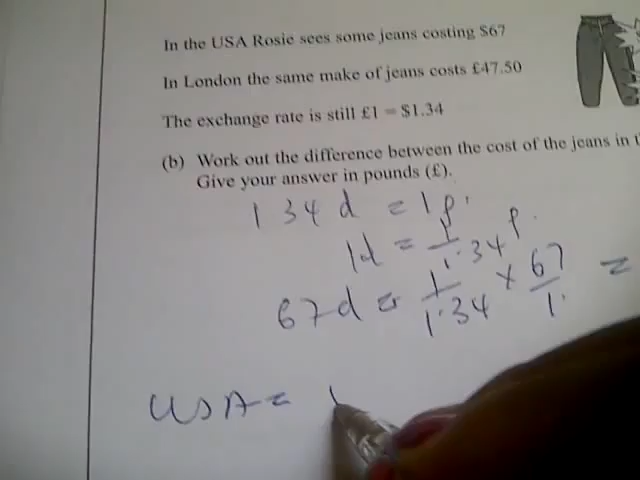 In the USA Rosie sees some jeans costing $67
In London the same make of jeans costs £47.50
The exchange rate is still £1 = $1.34
(b) Work out the difference between the cost of the jeans in
Give your answer in pounds (£).
1 34 d = 1 p.
1d = 1/1.34 p.
67d = 1/1.34 × 67/1. =
USA =